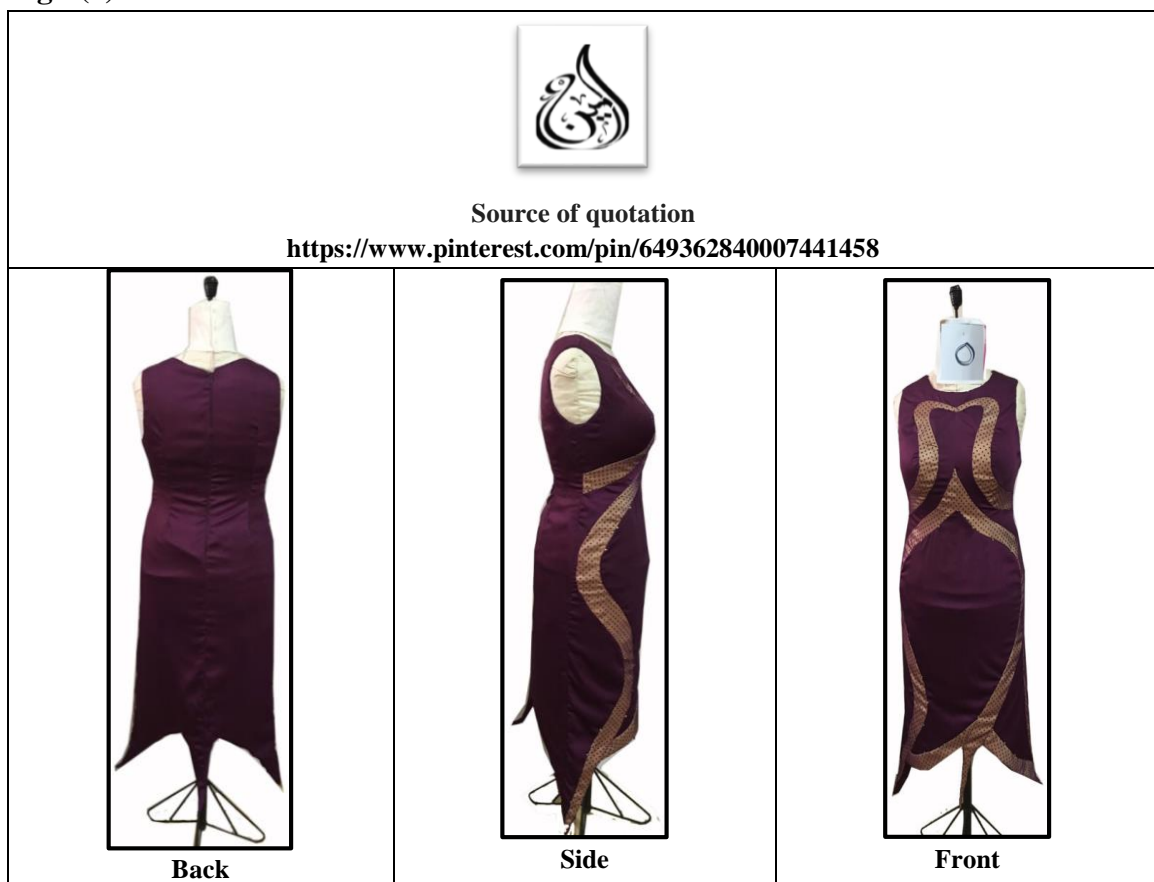 Source of quotation
https://www.pinterest.com/pin/649362840007441458
Back
Side
Front